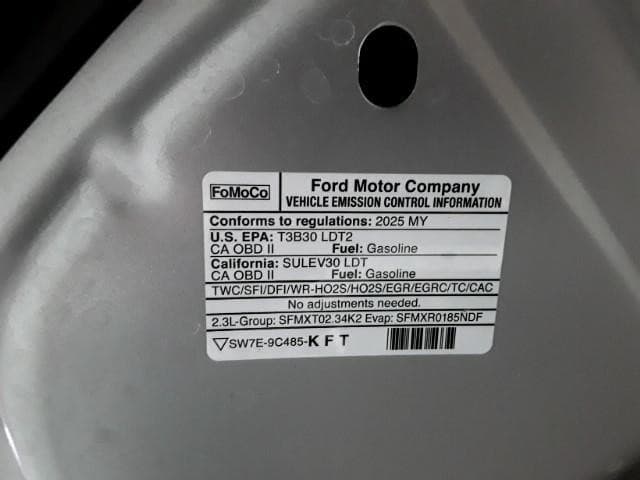 FoMoCo
Ford Motor Company
VEHICLE EMISSION CONTROL INFORMATION
Conforms to regulations: 2025 MY
U.S. EPA: T3B30 LDT2
CA OBD II Fuel: Gasoline
California: SULEV30 LDT
CA OBD II Fuel: Gasoline
TWC/SFI/DFI/WR-HO2S/HO2S/EGR/EGRC/TC/CAC
No adjustments needed.
2.3L-Group: SFMXT02.34K2 Evap: SFMXR0185NDF
SW7E-9C485-KFT